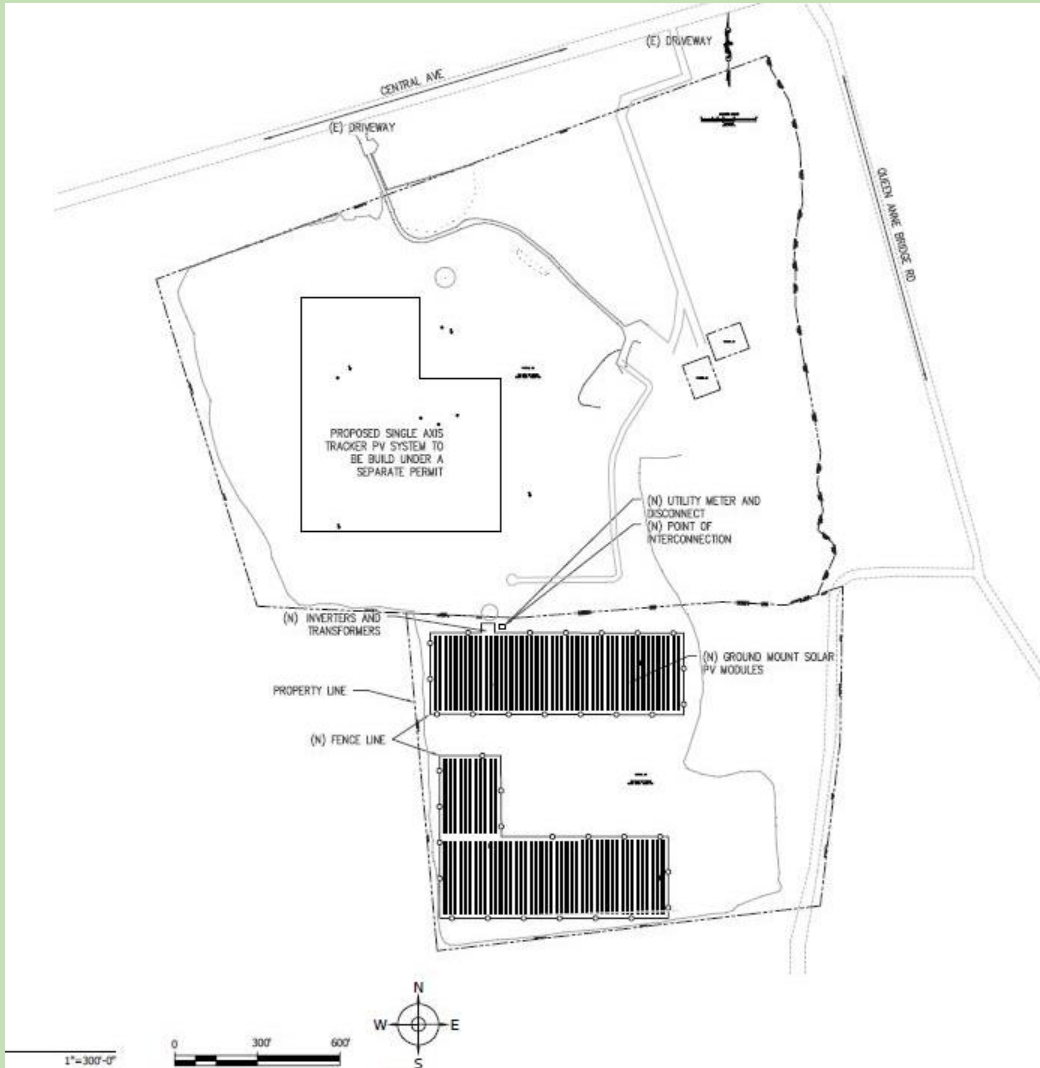 (E) DRIVEWAY
CENTRAL AVE
(E) DRIVEWAY
QUEEN ANNE BRIDGE RD
PROPOSED SINGLE AXIS
TRACKER PV SYSTEM TO
BE BUILD UNDER A
SEPARATE PERMIT
(N) UTILITY METER AND
DISCONNECT
(N) POINT OF
INTERCONNECTION
(N) INVERTERS AND
TRANSFORMERS
(N) GROUND MOUNT SOLAR
PV MODULES
PROPERTY LINE
(N) FENCE LINE
N
W
E
S
0 300' 600'
1"=300'-0"